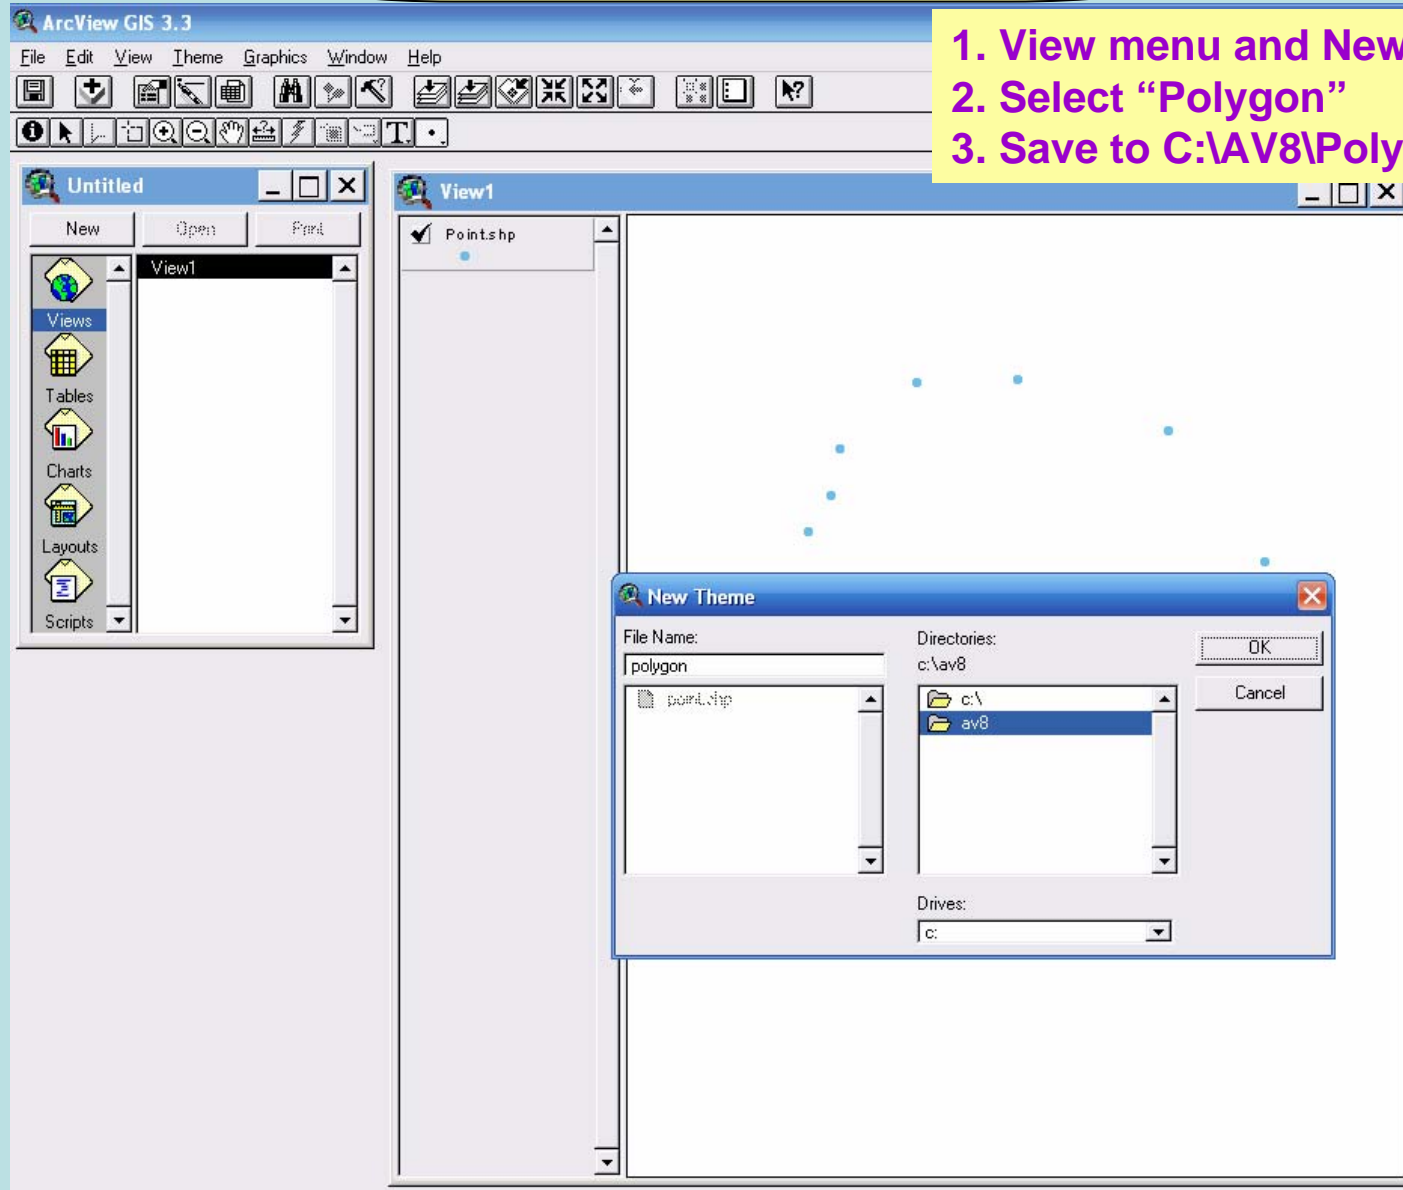 ArcView GIS 3.3
File Edit View Theme Graphics Window Help
1. View menu and New
2. Select “Polygon”
3. Save to C:\AV8\Poly
Untitled
New Open Print
View1
Views
Tables
Charts
Layouts
Scripts
View1
Point.shp
New Theme
File Name:
polygon
point.shp
Directories:
c:\av8
c:\
av8
OK
Cancel
Drives:
c: